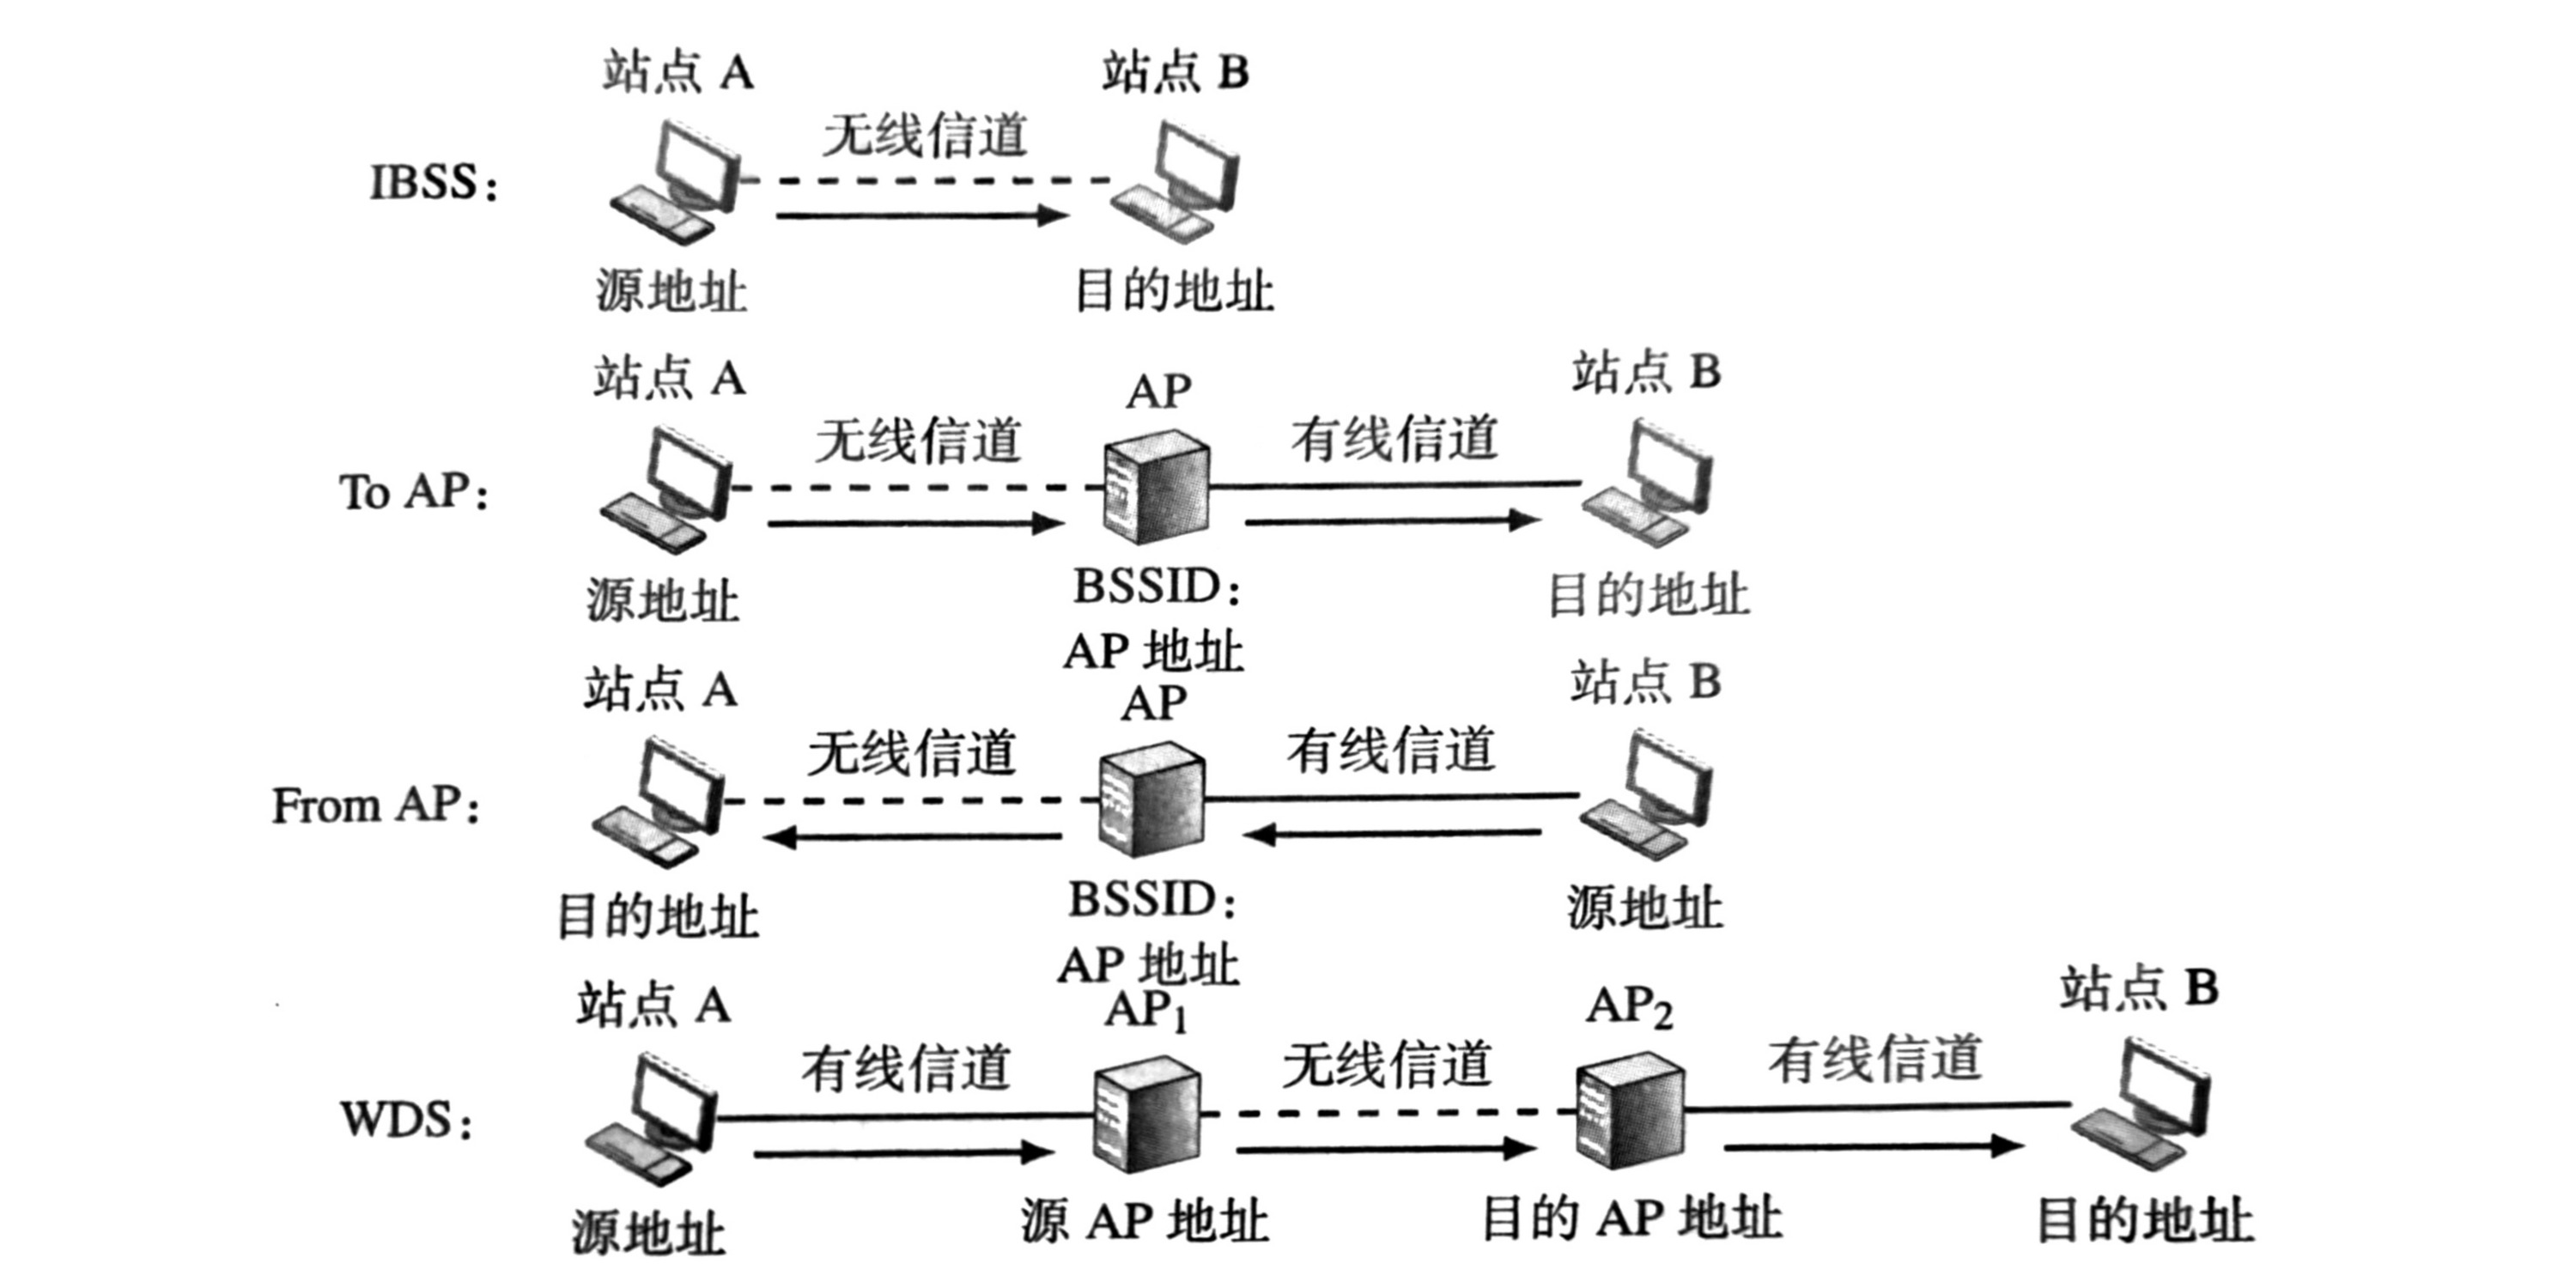 站点 A 站点 B
无线信道
IBSS：
源地址 目的地址
站点 A AP 站点 B
无线信道 有线信道
To AP：
源地址 BSSID： 目的地址
AP 地址
站点 A AP 站点 B
无线信道 有线信道
From AP：
目的地址 BSSID： 源地址
AP 地址
站点 A AP1 AP2 站点 B
有线信道 无线信道 有线信道
WDS：
源地址 源 AP 地址 目的 AP 地址 目的地址